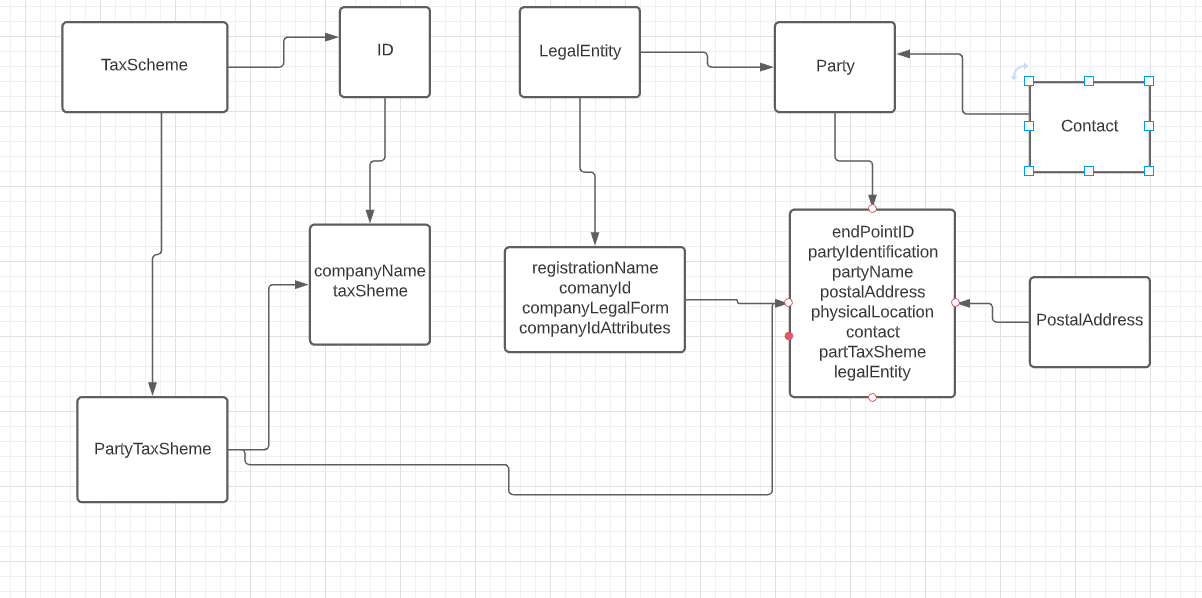 TaxScheme
ID
LegalEntity
Party
Contact
companyName
taxSheme
registrationName
comanyId
companyLegalForm
companyIdAttributes
endPointID
partyIdentification
partyName
postalAddress
physicalLocation
contact
partTaxSheme
legalEntity
PostalAddress
PartyTaxSheme